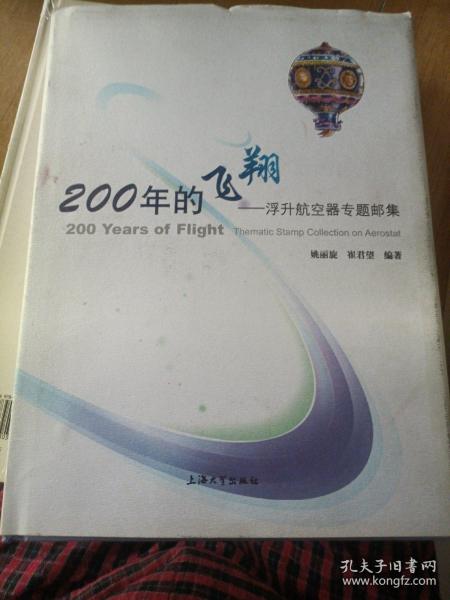 200年的飞翔
——浮升航空器专题邮集
200 Years of Flight Thematic Stamp Collection on Aerostat
姚丽旋 崔君望 编著
上海大学出版社
孔夫子旧书网
www.kongfz.com